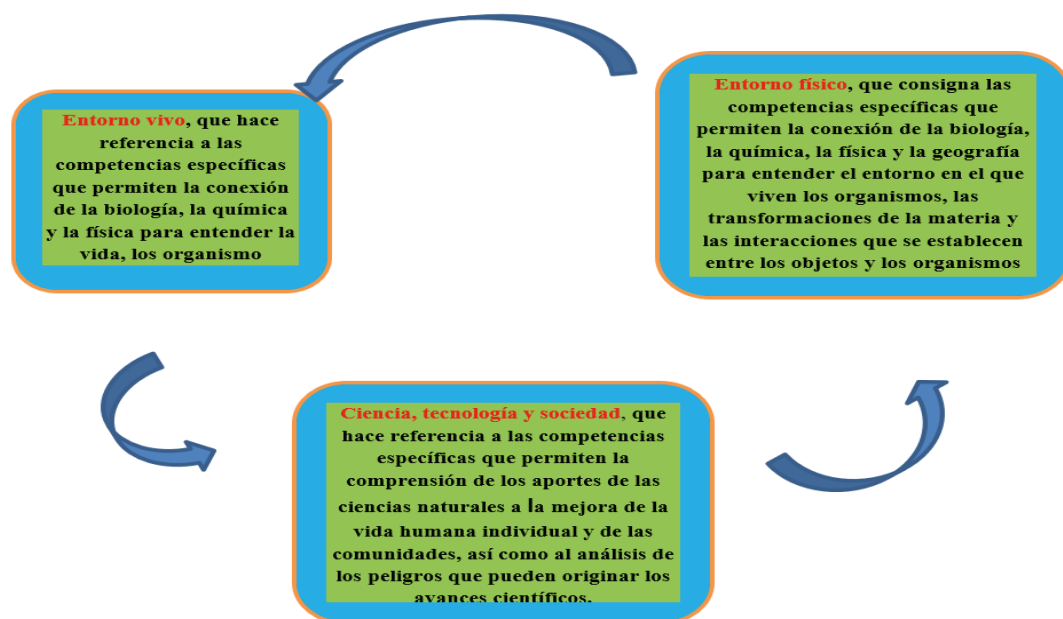 Entorno vivo, que hace
referencia a las
competencias específicas
que permiten la conexión
de la biología, la química
y la física para entender la
vida, los organismo
Entorno físico, que consigna las
competencias específicas que
permiten la conexión de la biología,
la química, la física y la geografía
para entender el entorno en el que
viven los organismos, las
transformaciones de la materia y
las interacciones que se establecen
entre los objetos y los organismos
Ciencia, tecnología y sociedad, que
hace referencia a las competencias
específicas que permiten la
comprensión de los aportes de las
ciencias naturales a la mejora de la
vida humana individual y de las
comunidades, así como al análisis de
los peligros que pueden originar los
avances científicos.